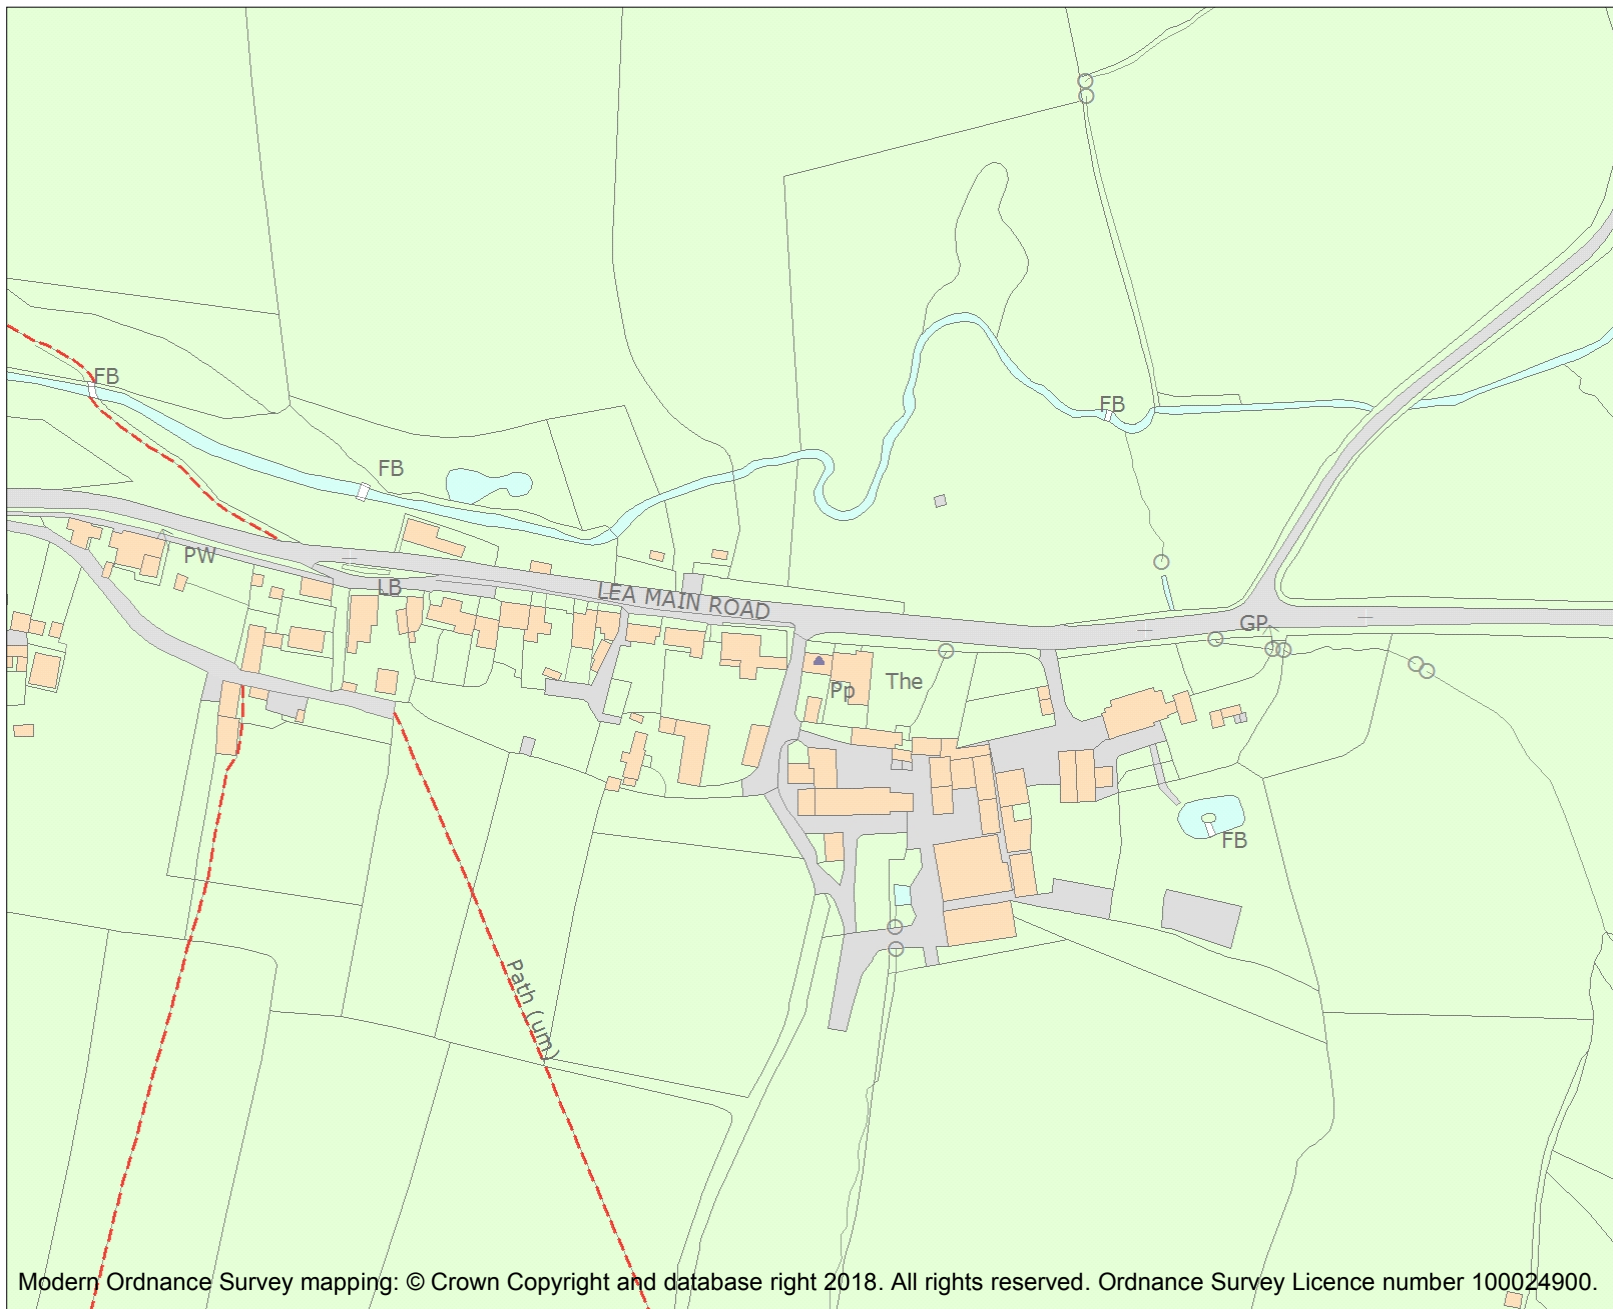 FB
FB
FB
PW
LB
LEA MAIN ROAD
GP
The
Pp
FB
Path (um)
Modern Ordnance Survey mapping: © Crown Copyright and database right 2018. All rights reserved. Ordnance Survey Licence number 100024900.